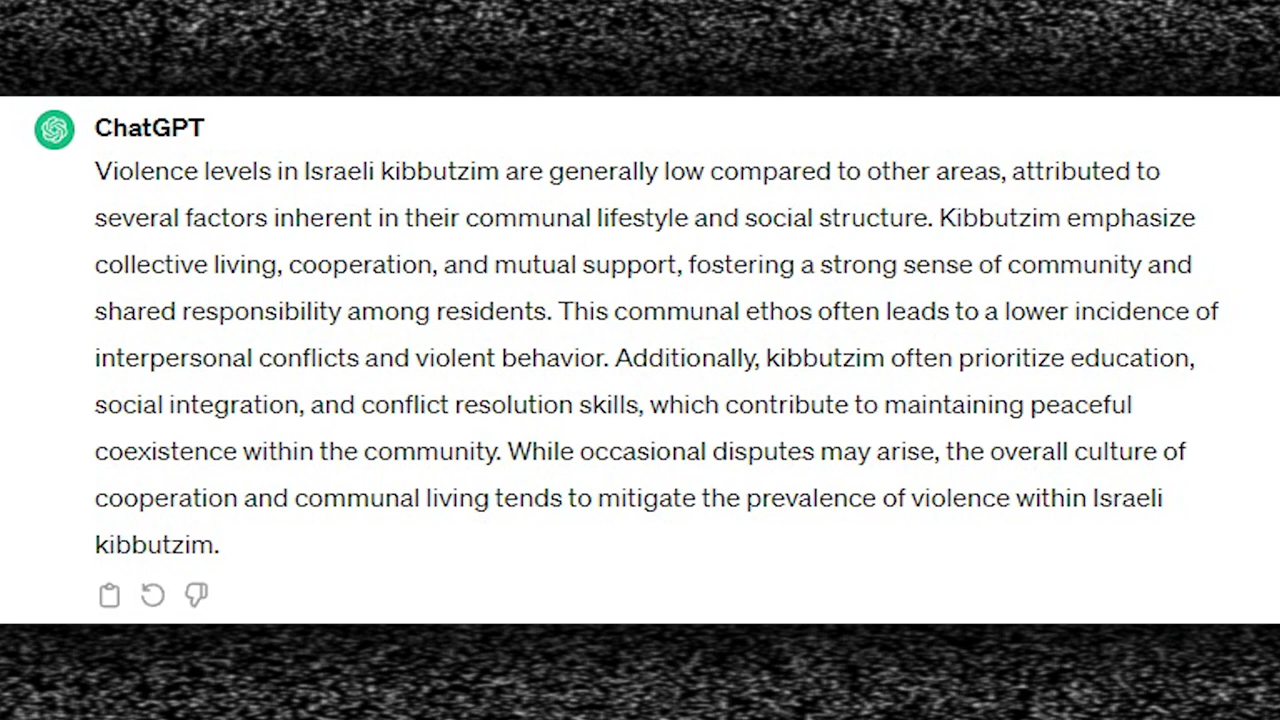 ChatGPT
Violence levels in Israeli kibbutzim are generally low compared to other areas, attributed to
several factors inherent in their communal lifestyle and social structure. Kibbutzim emphasize
collective living, cooperation, and mutual support, fostering a strong sense of community and
shared responsibility among residents. This communal ethos often leads to a lower incidence of
interpersonal conflicts and violent behavior. Additionally, kibbutzim often prioritize education,
social integration, and conflict resolution skills, which contribute to maintaining peaceful
coexistence within the community. While occasional disputes may arise, the overall culture of
cooperation and communal living tends to mitigate the prevalence of violence within Israeli
kibbutzim.